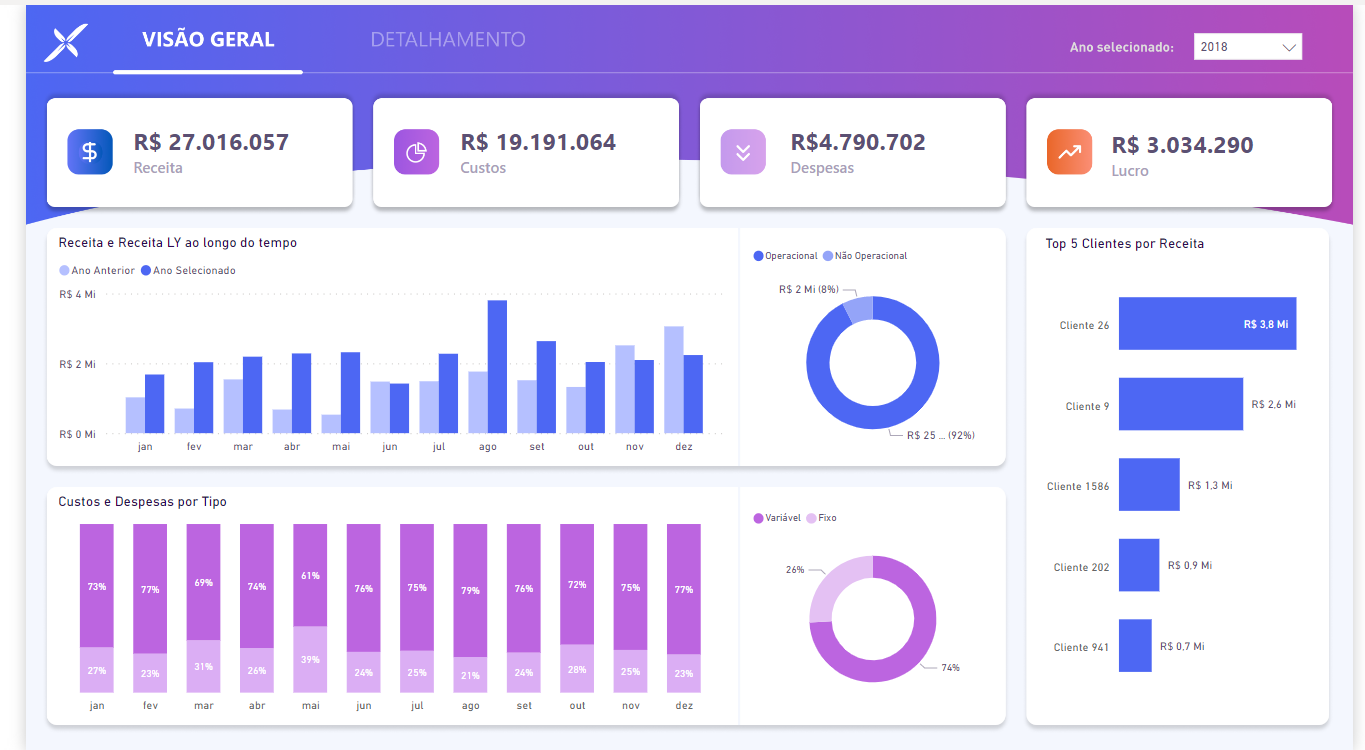 VISÃO GERAL
DETALHAMENTO
Ano selecionado:
2018
R$ 27.016.057
Receita
R$ 19.191.064
Custos
R$4.790.702
Despesas
R$ 3.034.290
Lucro
Receita e Receita LY ao longo do tempo
Ano Anterior
Ano Selecionado
R$ 4 Mi
R$ 2 Mi
R$ 0 Mi
jan fev mar abr mai jun jul ago set out nov dez
Operacional
Não Operacional
R$ 2 Mi (8%)
R$ 25 ... (92%)
Top 5 Clientes por Receita
Cliente 26
R$ 3,8 Mi
Cliente 9
R$ 2,6 Mi
Cliente 1586
R$ 1,3 Mi
Cliente 202
R$ 0,9 Mi
Cliente 941
R$ 0,7 Mi
Custos e Despesas por Tipo
73% 77% 69% 74% 61% 76% 75% 79% 76% 72% 75% 77%
27% 23% 31% 26% 39% 24% 25% 21% 24% 28% 25% 23%
jan fev mar abr mai jun jul ago set out nov dez
Variável
Fixo
26%
74%